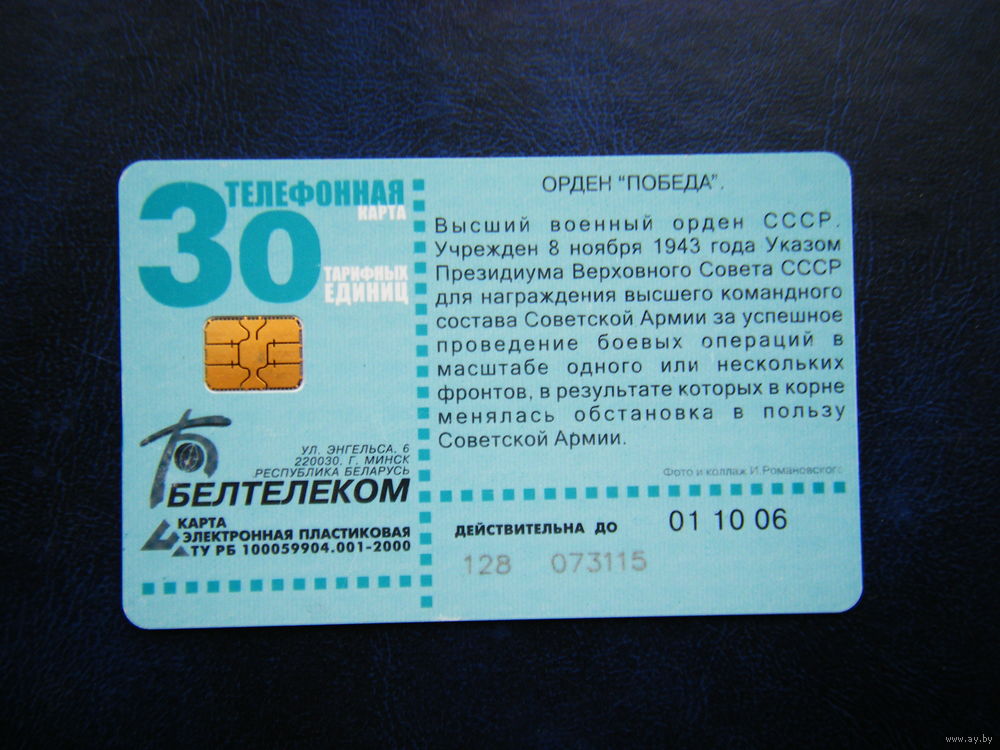 30
ТЕЛЕФОННАЯ
КАРТА
ТАРИФНЫХ
ЕДИНИЦ
УЛ. ЭНГЕЛЬСА. 6
220030. Г. МИНСК
РЕСПУБЛИКА БЕЛАРУСЬ
БЕЛТЕЛЕКОМ
КАРТА
ЭЛЕКТРОННАЯ ПЛАСТИКОВАЯ
ТУ РБ 100059904.001-2000
ОРДЕН "ПОБЕДА".
Высший военный орден СССР.
Учрежден 8 ноября 1943 года Указом
Президиума Верховного Совета СССР
для награждения высшего командного
состава Советской Армии за успешное
проведение боевых операций в
масштабе одного или нескольких
фронтов, в результате которых в корне
менялась обстановка в пользу
Советской Армии.
Фото и коллаж И.Романовского
ДЕЙСТВИТЕЛЬНА ДО 01 10 06
128 073115
www.ay.by